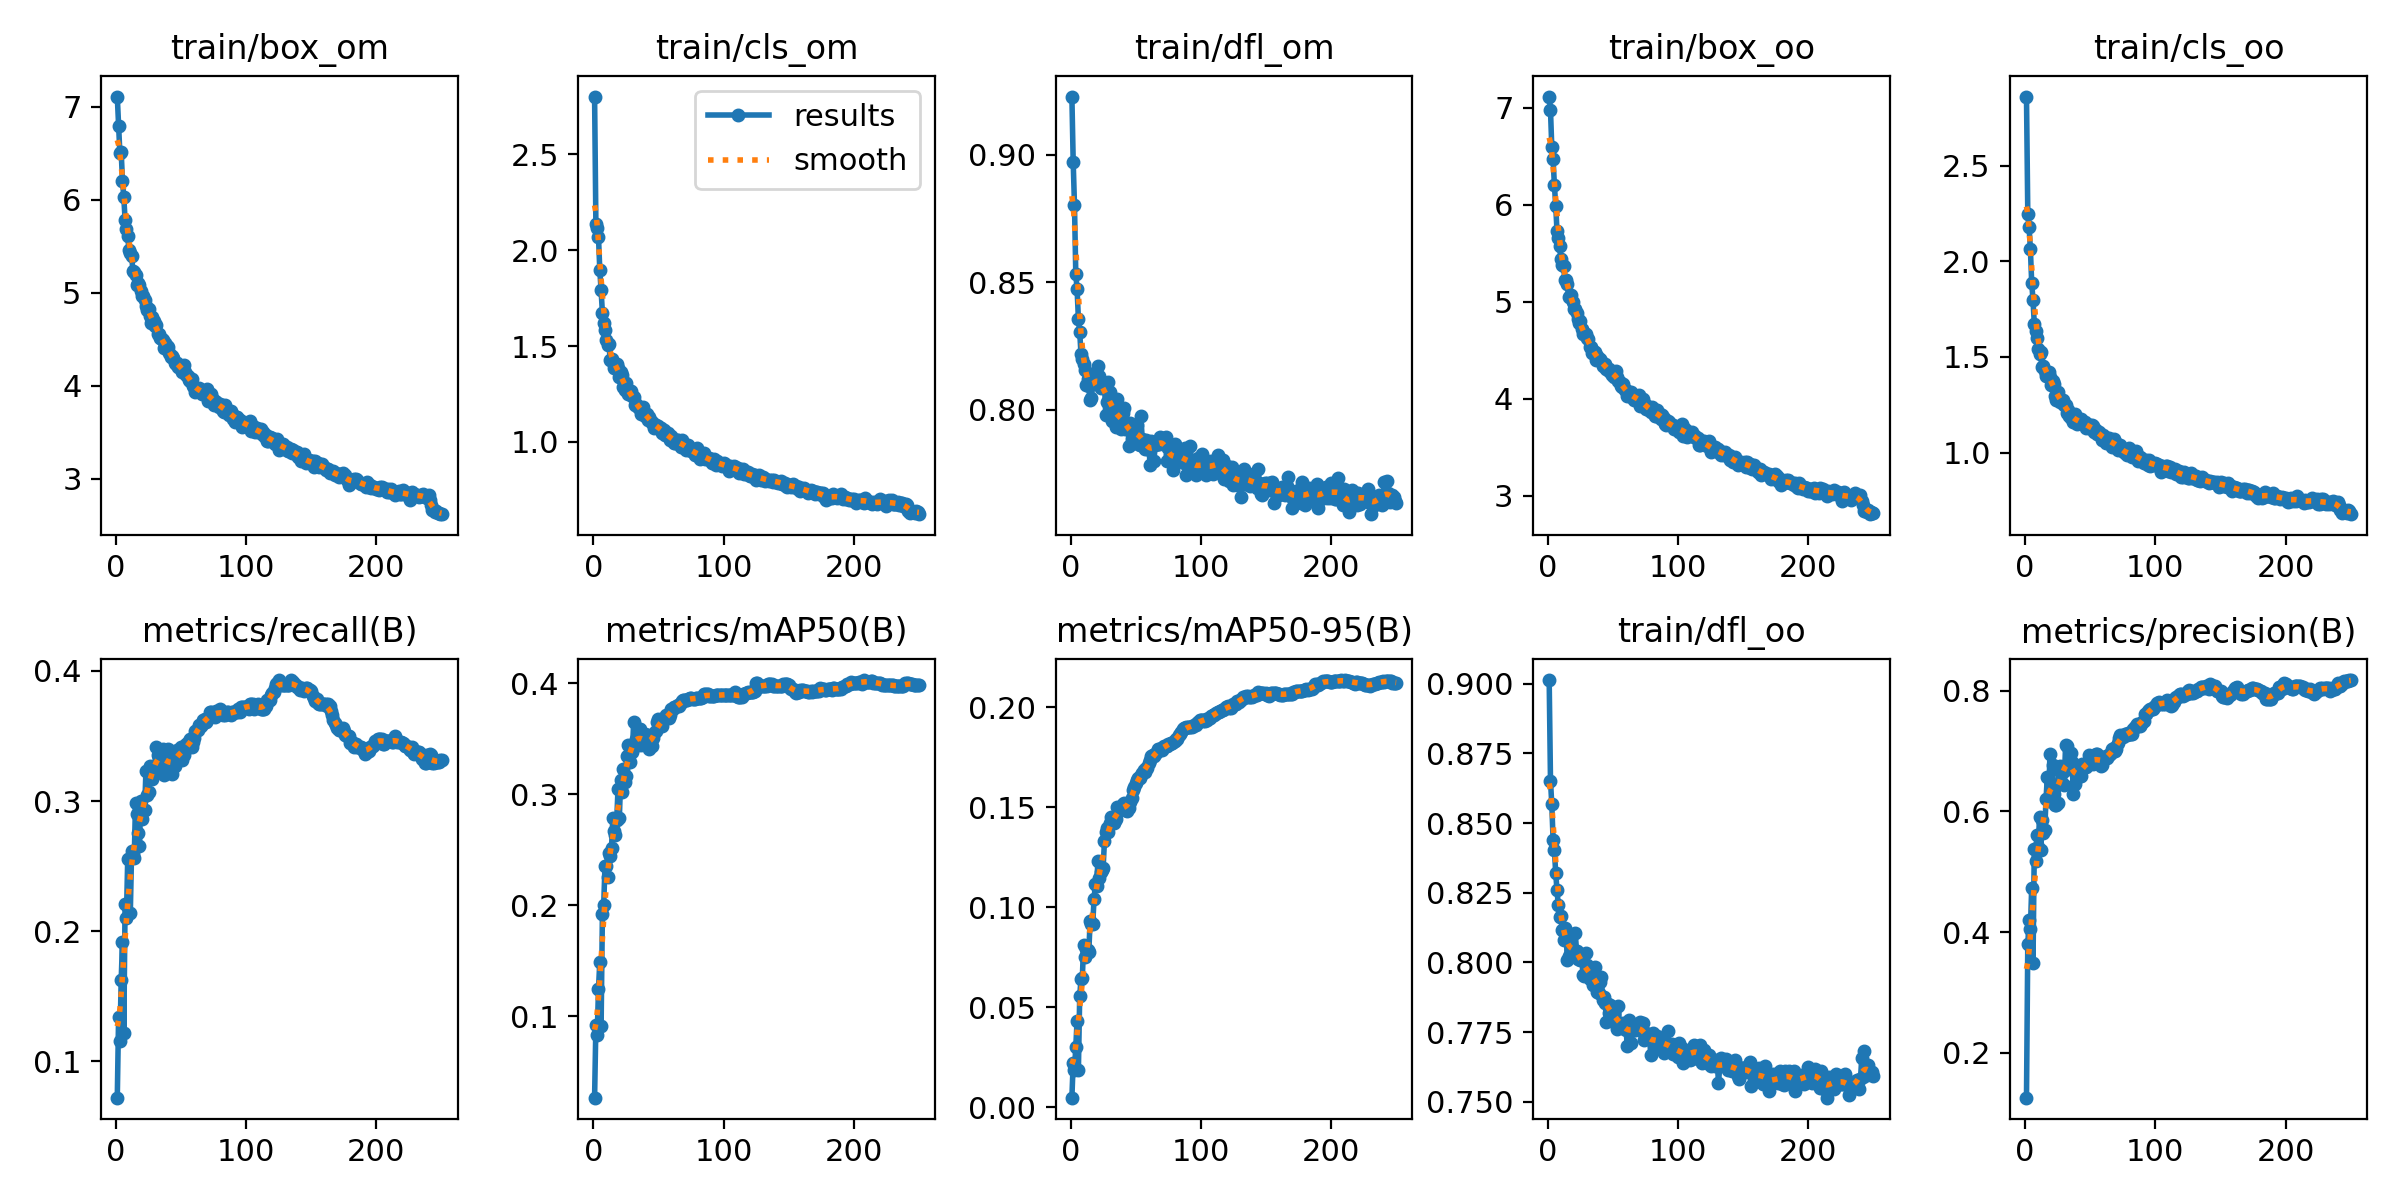 train/box_om
train/cls_om
train/dfl_om
train/box_oo
train/cls_oo
7
6
5
4
3
0 100 200
results
smooth
2.5
2.0
1.5
1.0
0 100 200
0.90
0.85
0.80
0 100 200
7
6
5
4
3
0 100 200
2.5
2.0
1.5
1.0
0 100 200
metrics/recall(B)
metrics/mAP50(B)
metrics/mAP50-95(B)
train/dfl_oo
metrics/precision(B)
0.4
0.3
0.2
0.1
0 100 200
0.4
0.3
0.2
0.1
0 100 200
0.20
0.15
0.10
0.05
0.00
0 100 200
0.900
0.875
0.850
0.825
0.800
0.775
0.750
0 100 200
0.8
0.6
0.4
0.2
0 100 200